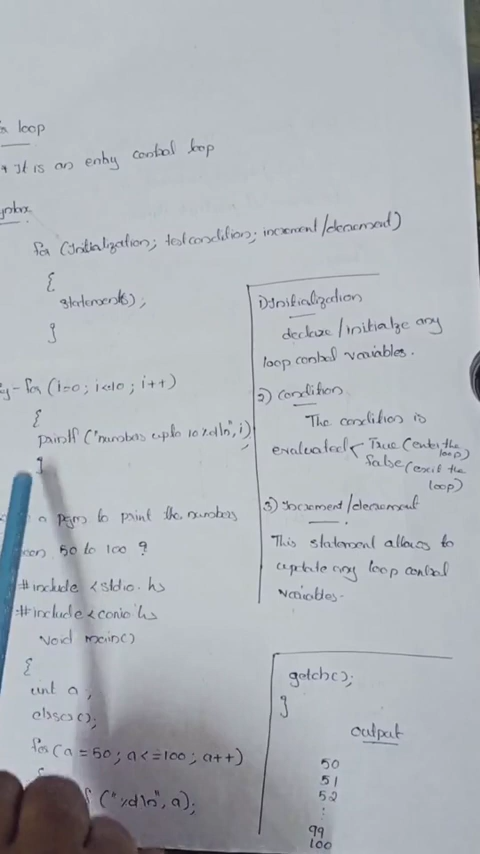 loop
* It is an entry control loop
for (Initialization; test condition; increment/decrement)
{
statement(s);
}
for (i=0; i<10; i++)
{
printf ("numbers upto 10 %d\n", i);
}
1) Initialization
declare/initialize any
loop control variables.
2) Condition
The condition is
evaluated < True (enter the loop)
False (exit the loop)
3) Increment/decrement
This statement allows to
update any loop control
variables.
a pgm to print the numbers
50 to 100 ?
#include <stdio.h>
#include <conio.h>
void main()
{
int a;
clrscr();
for(a=50; a<=100; a++)
{
("%d\n", a);
getch();
}
output
50
51
52
⋮
99
100